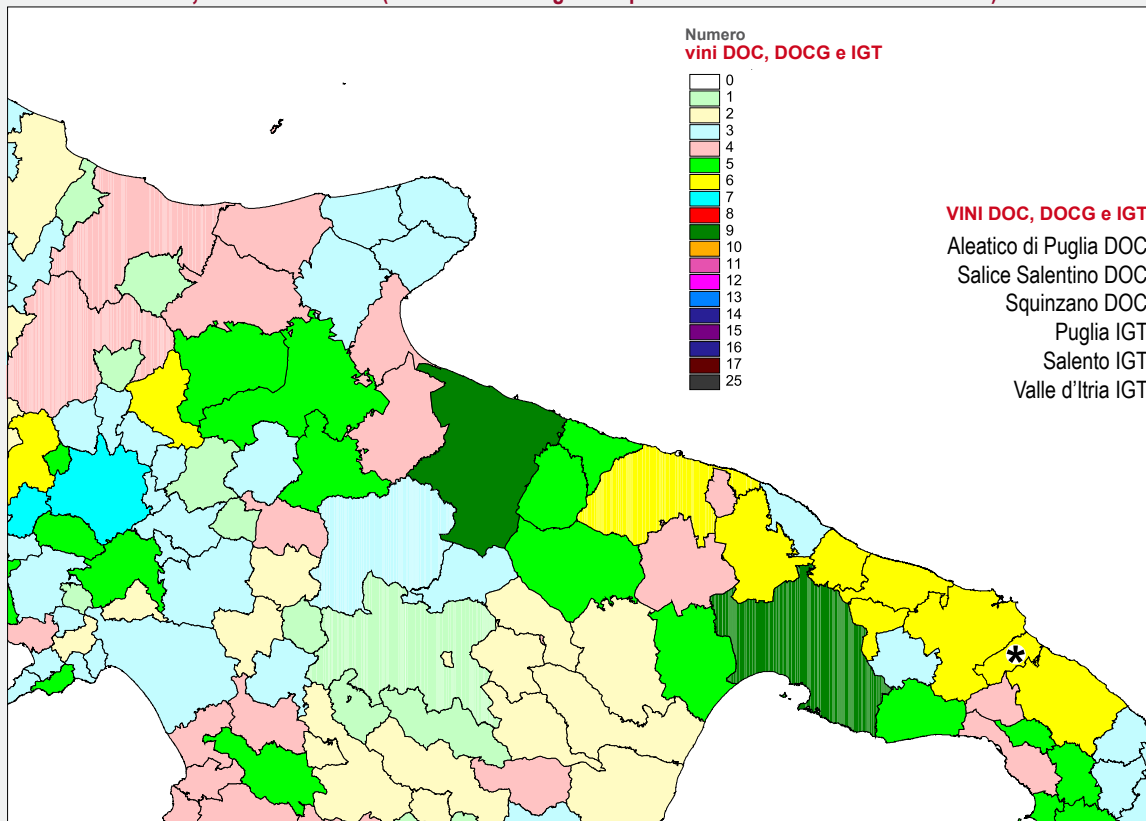 Numero
vini DOC, DOCG e IGT
0
1
2
3
4
5
6
7
8
9
10
11
12
13
14
15
16
17
25
VINI DOC, DOCG e IGT
Aleatico di Puglia DOC
Salice Salentino DOC
Squinzano DOC
Puglia IGT
Salento IGT
Valle d'Itria IGT
*